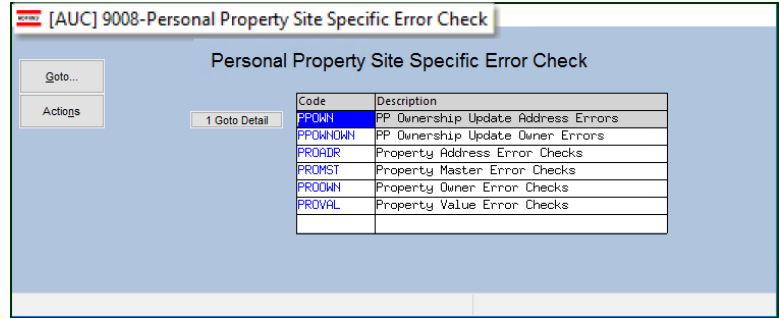 [AUC] 9008-Personal Property Site Specific Error Check
Personal Property Site Specific Error Check
Goto...
Actions
1 Goto Detail
Code Description
PPOWN PP Ownership Update Address Errors
PPOWNOWN PP Ownership Update Owner Errors
PROADR Property Address Error Checks
PROMST Property Master Error Checks
PROOWN Property Owner Error Checks
PROVAL Property Value Error Checks